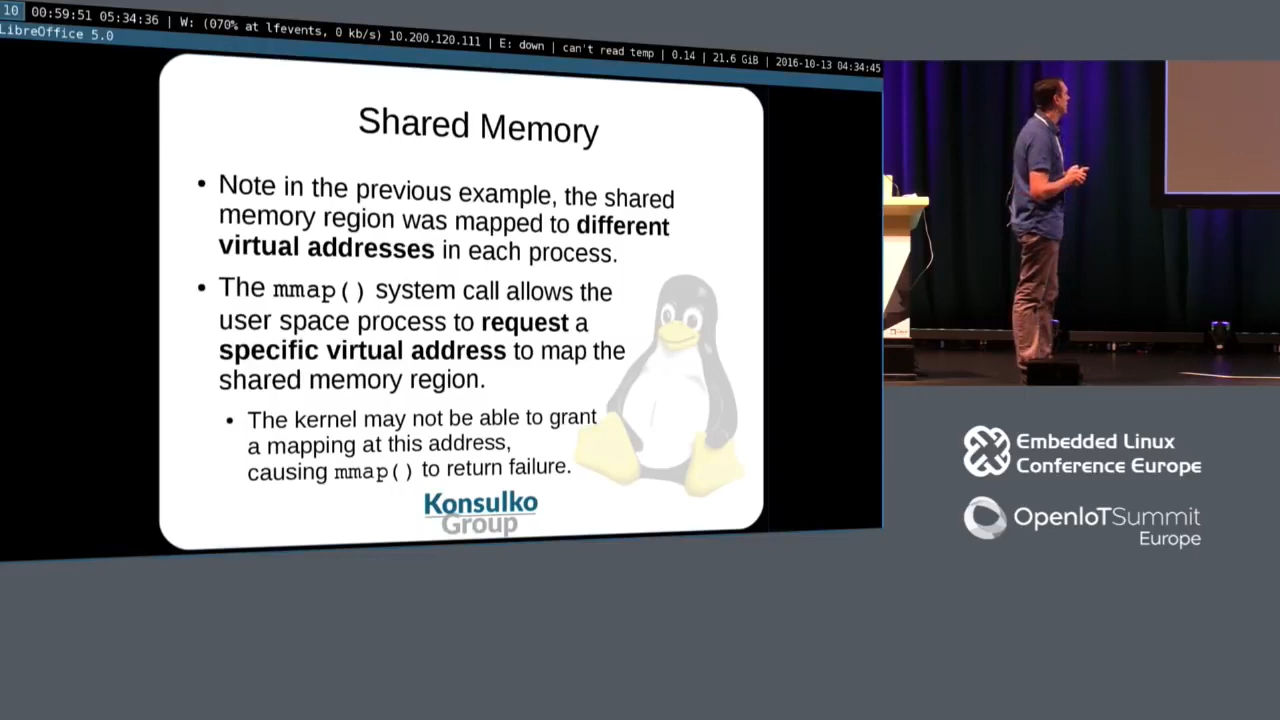 10 00:59:51 05:34:36 | W: (070% at lfevents, 0 kb/s) 10.200.120.111 | E: down | can't read temp | 0.14 | 21.6 GiB | 2016-10-13 04:34:45
LibreOffice 5.0
Shared Memory
• Note in the previous example, the shared
memory region was mapped to different
virtual addresses in each process.
• The mmap() system call allows the
user space process to request a
specific virtual address to map the
shared memory region.
• The kernel may not be able to grant
a mapping at this address,
causing mmap() to return failure.
Konsulko
Group
Embedded Linux
Conference Europe
OpenIoTSummit
Europe